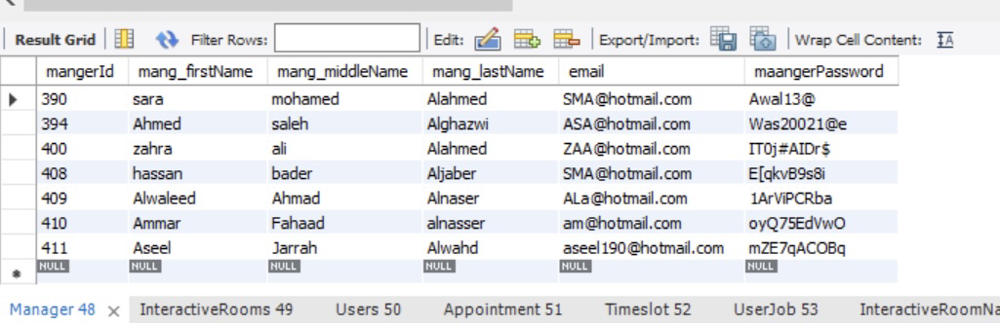 Result Grid Filter Rows: Edit: Export/Import: Wrap Cell Content: IA
mangerId mang_firstName mang_middleName mang_lastName email maangerPassword
390 sara mohamed Alahmed SMA@hotmail.com Awal13@
394 Ahmed saleh Alghazwi ASA@hotmail.com Was20021@e
400 zahra ali Alahmed ZAA@hotmail.com IT0j#AIDr$
408 hassan bader Aljaber SMA@hotmail.com E[qkvB9s8i
409 Alwaleed Ahmad Alnaser ALa@hotmail.com 1ArViPCRba
410 Ammar Fahaad alnasser am@hotmail.com oyQ75EdVwO
411 Aseel Jarrah Alwahd aseel190@hotmail.com mZE7qACOBq
NULL NULL NULL NULL NULL NULL
Manager 48 InteractiveRooms 49 Users 50 Appointment 51 Timeslot 52 UserJob 53 InteractiveRoomNa